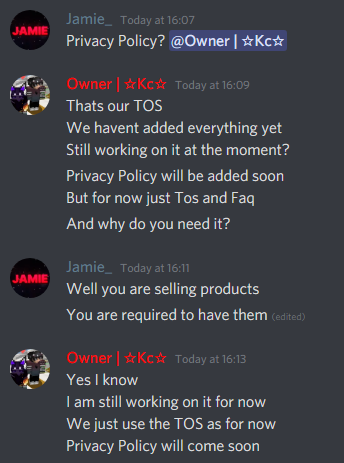 Jamie_ Today at 16:07
Privacy Policy? @Owner | ☆Kc☆
JAMIE
Owner | ☆Kc☆ Today at 16:09
Thats our TOS
We havent added everything yet
Still working on it at the moment?
Privacy Policy will be added soon
But for now just Tos and Faq
And why do you need it?
Jamie_ Today at 16:11
JAMIE
Well you are selling products
You are required to have them (edited)
Owner | ☆Kc☆ Today at 16:13
Yes I know
I am still working on it for now
We just use the TOS as for now
Privacy Policy will come soon